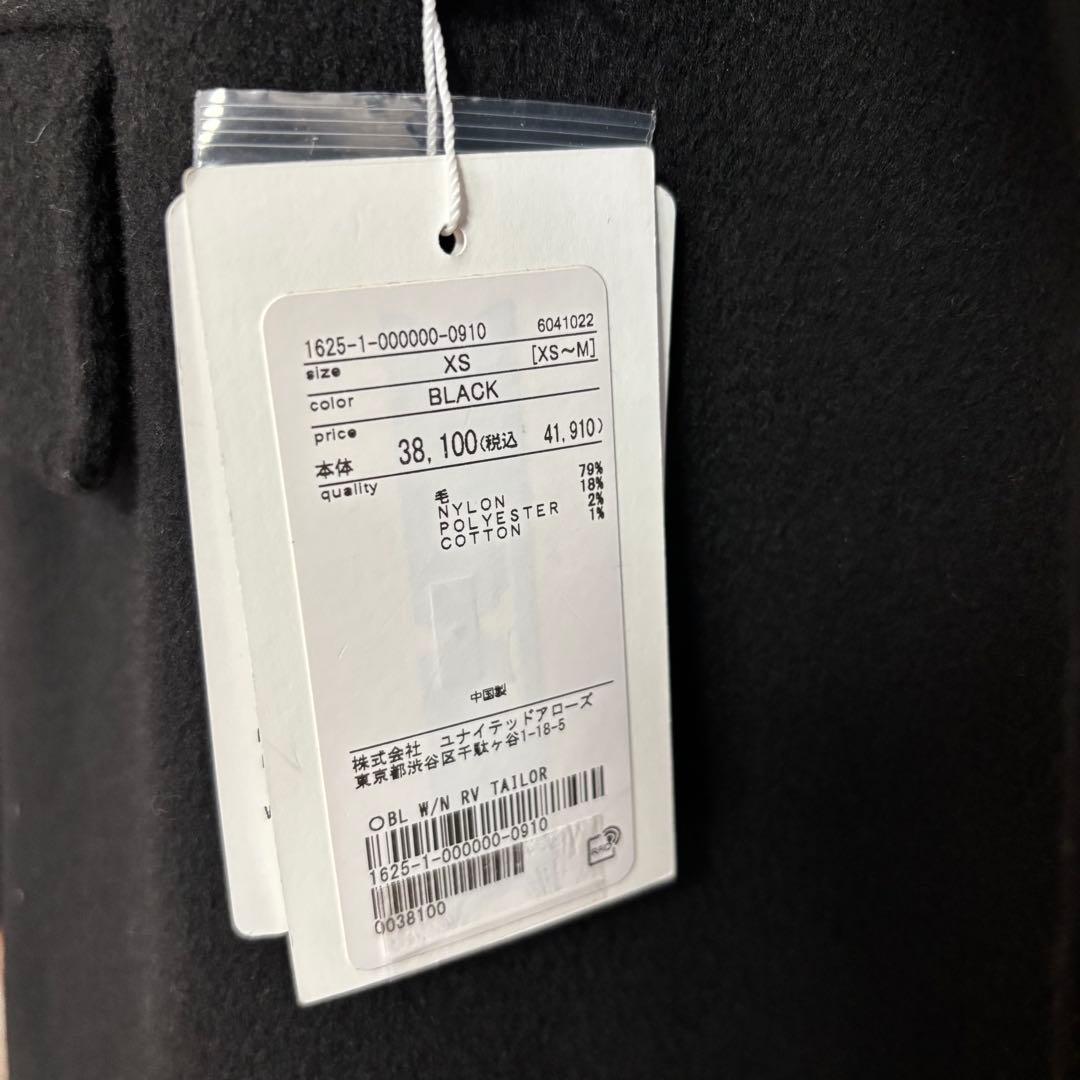 1625-1-000000-0910 6041022
size XS [XS～M]
color BLACK
price
本体 38,100(税込 41,910)
quality
毛 79%
NYLON 18%
POLYESTER 2%
COTTON 1%
中国製
株式会社 ユナイテッドアローズ
東京都渋谷区千駄ヶ谷1-18-5
○BL W/N RV TAILOR
1625-1-000000-0910
0038100